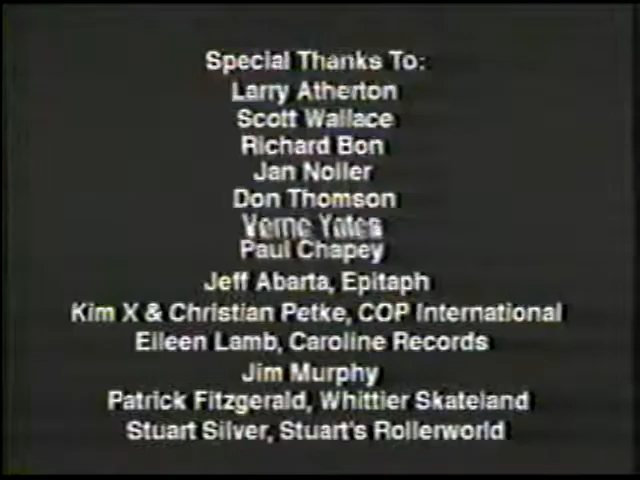 Special Thanks To:
Larry Atherton
Scott Wallace
Richard Bon
Jan Noller
Don Thomson
Verne Yates
Paul Chapey
Jeff Abarta, Epitaph
Kim X & Christian Petke, COP International
Eileen Lamb, Caroline Records
Jim Murphy
Patrick Fitzgerald, Whittier Skateland
Stuart Silver, Stuart's Rollerworld